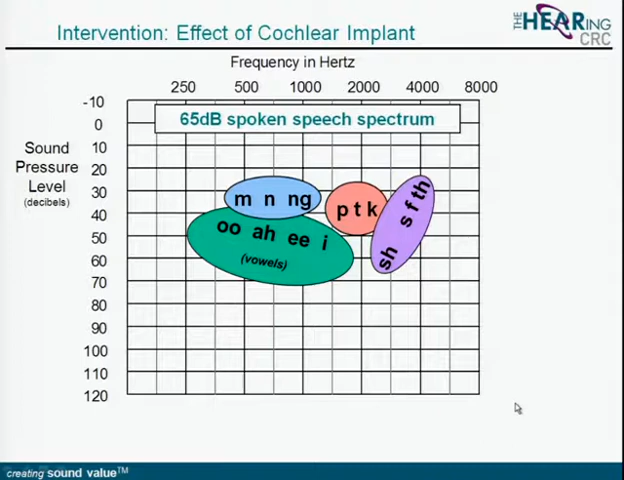 Intervention: Effect of Cochlear Implant
THE HEARing
CRC
Frequency in Hertz
250 500 1000 2000 4000 8000
-10
0
10
20
30
40
50
60
70
80
90
100
110
120
Sound
Pressure
Level
(decibels)
65dB spoken speech spectrum
m n ng
p t k
sh s f th
oo ah ee i
(vowels)
creating sound value™